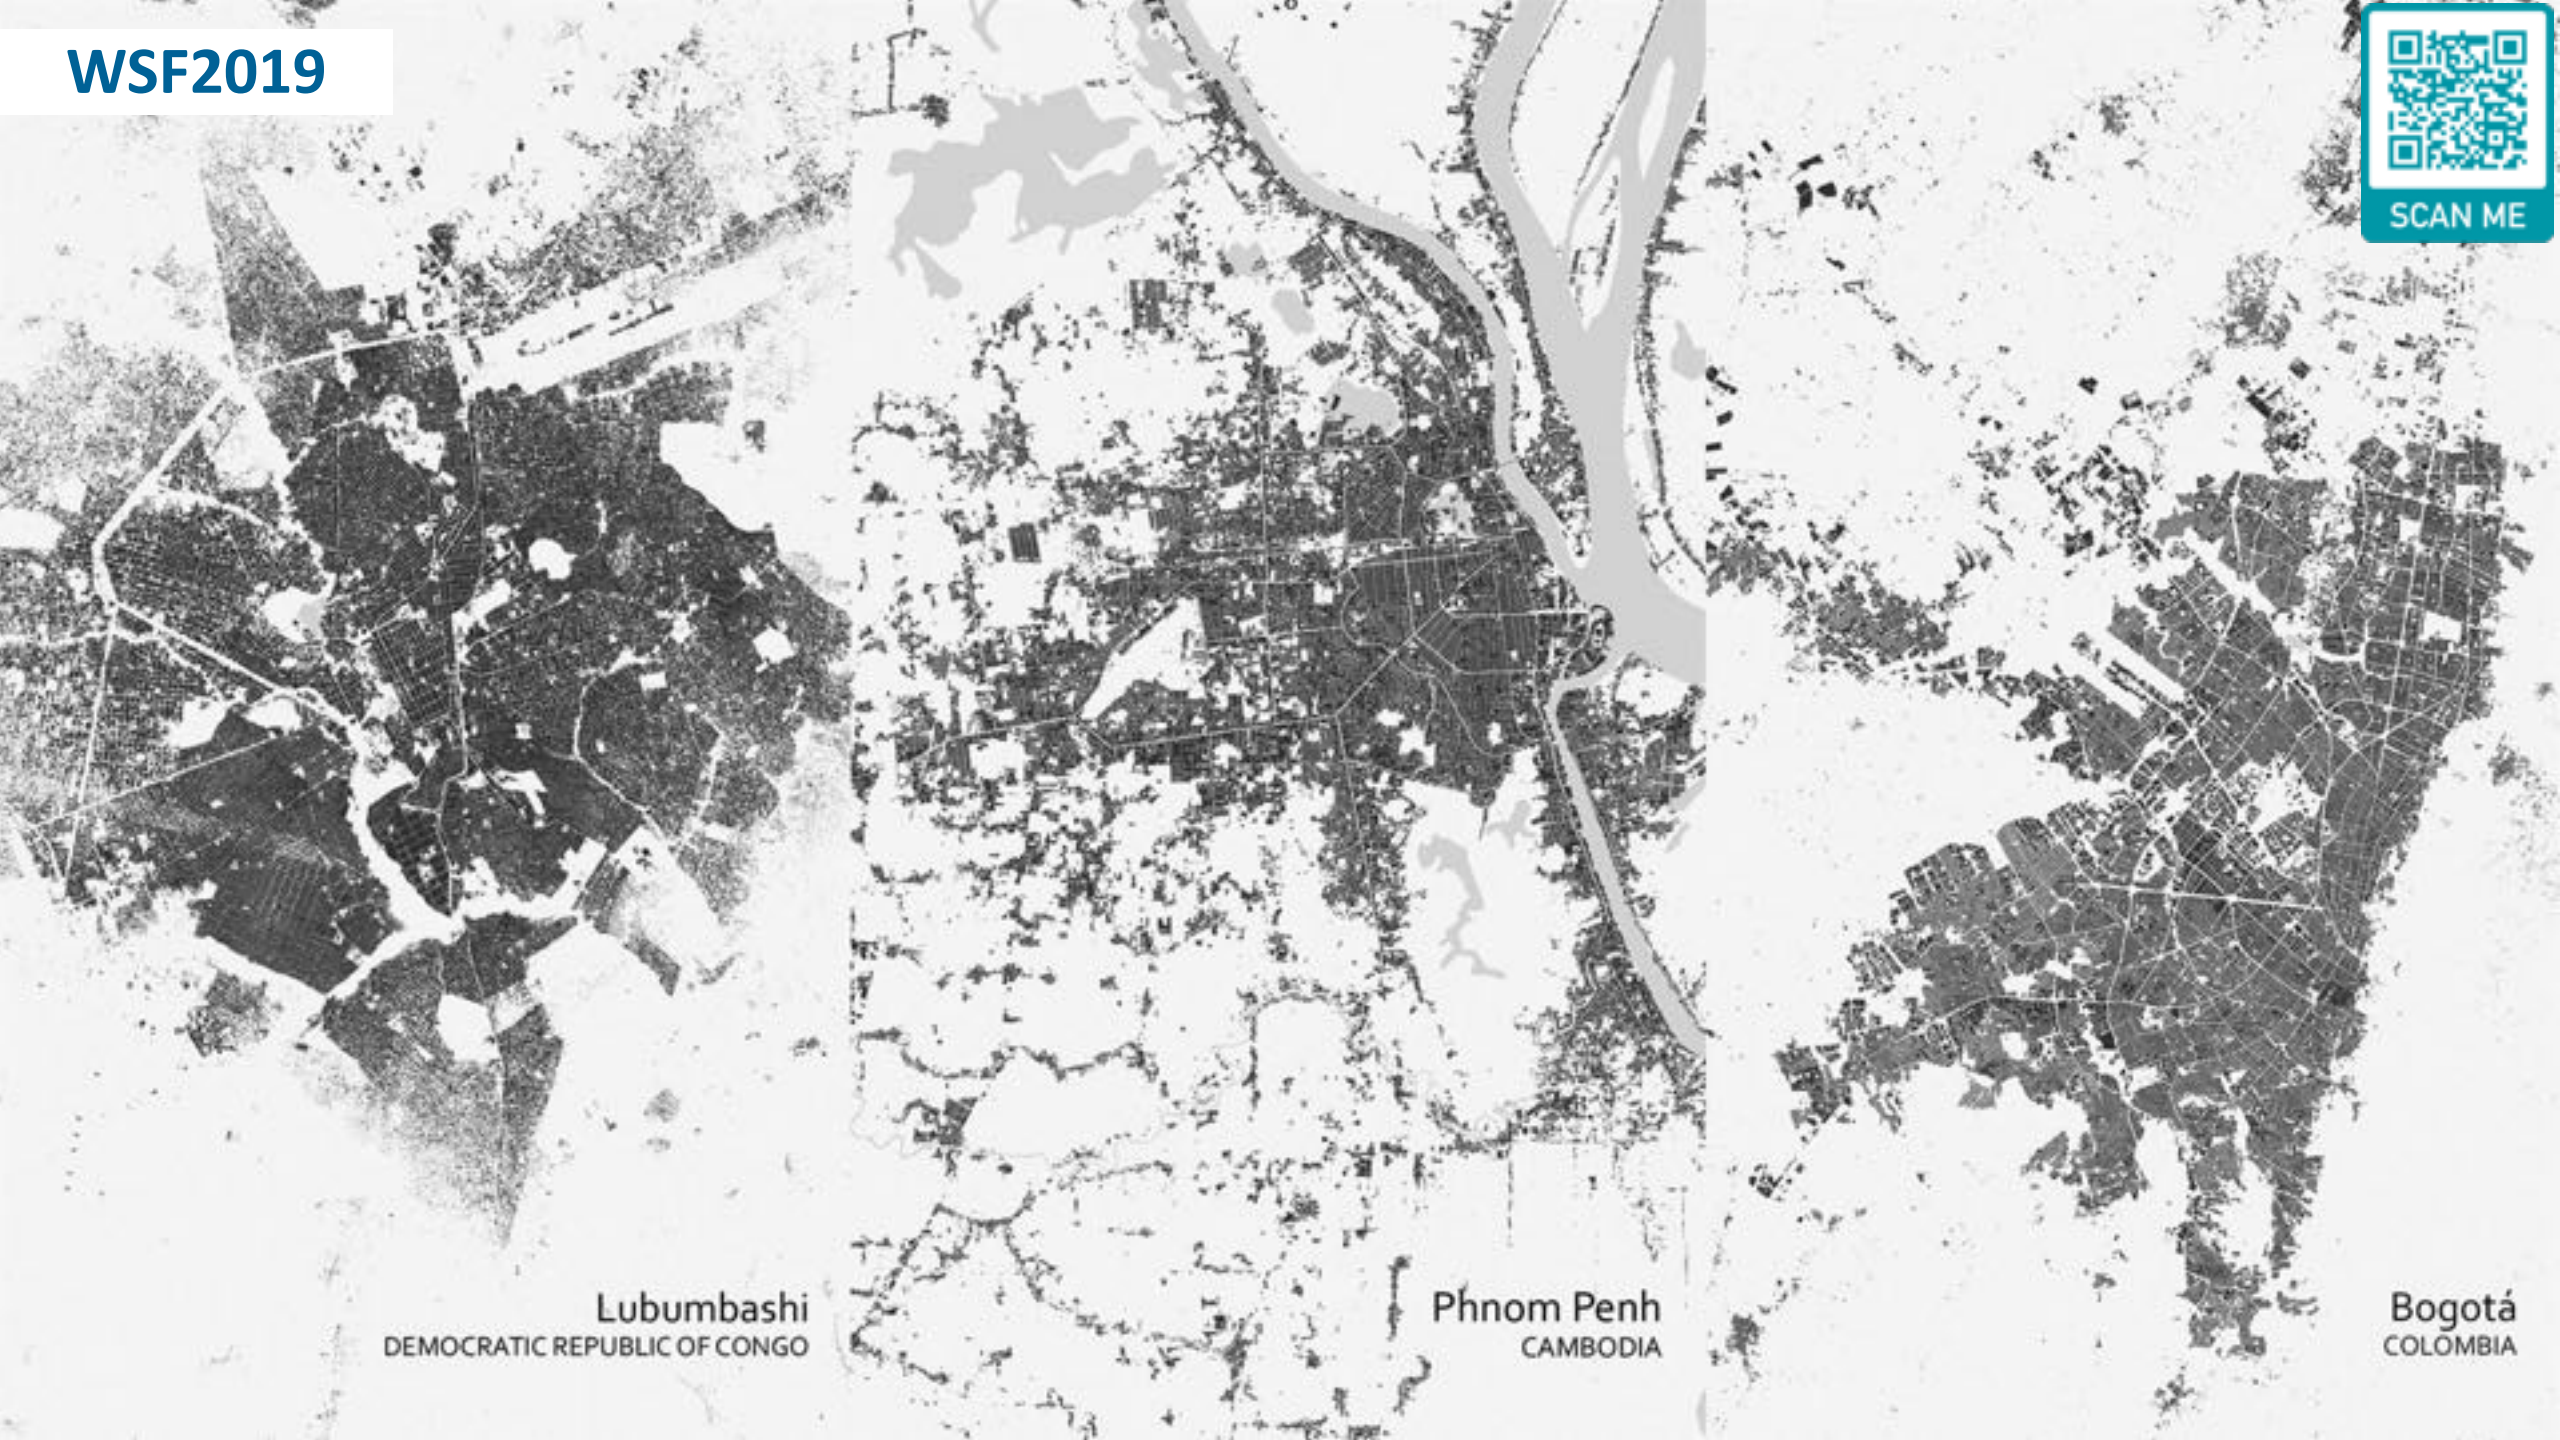 WSF2019
SCAN ME
Lubumbashi
DEMOCRATIC REPUBLIC OF CONGO
Phnom Penh
CAMBODIA
Bogotá
COLOMBIA